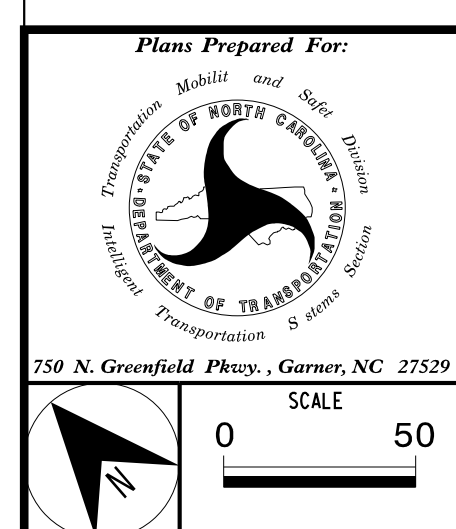 Plans Prepared For:
Transportation Mobilit and Safet Division
STATE OF NORTH CAROLINA
DEPARTMENT OF TRANSPORTATION
Intelligent Transportation S stems Section
750 N. Greenfield Pkwy. , Garner, NC 27529
SCALE
0 50
N